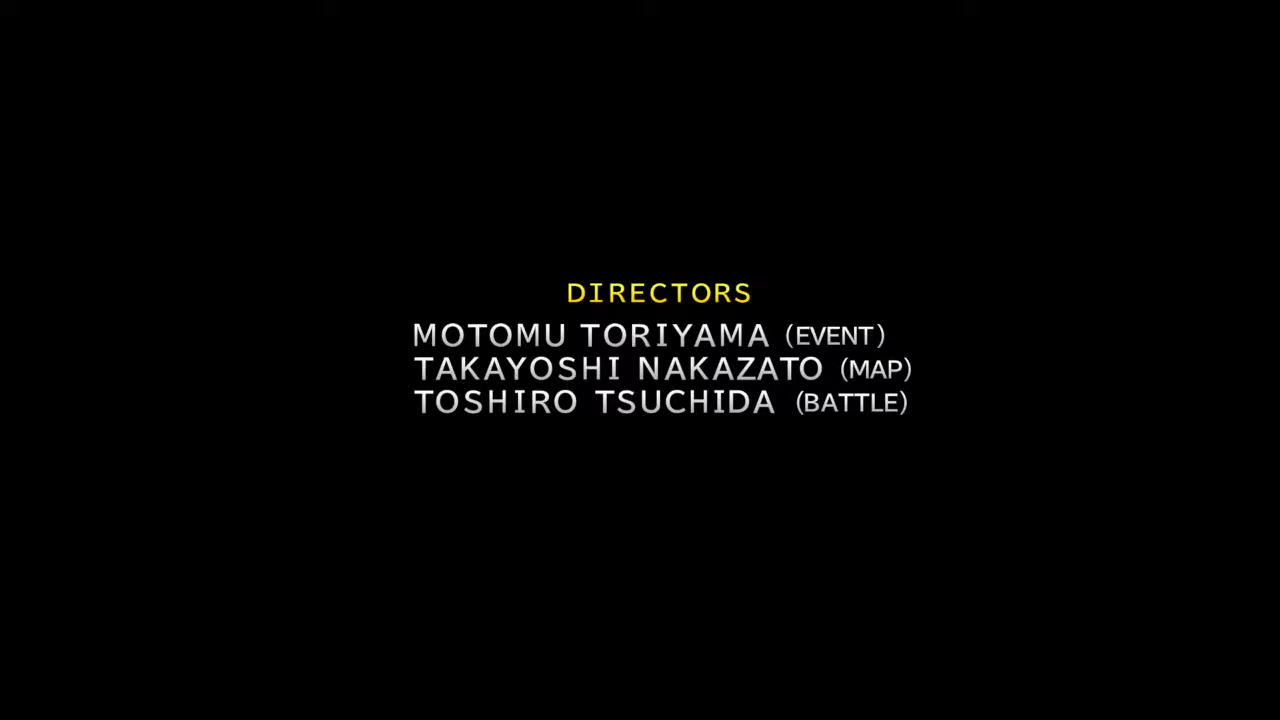 DIRECTORS
MOTOMU TORIYAMA (EVENT)
TAKAYOSHI NAKAZATO (MAP)
TOSHIRO TSUCHIDA (BATTLE)